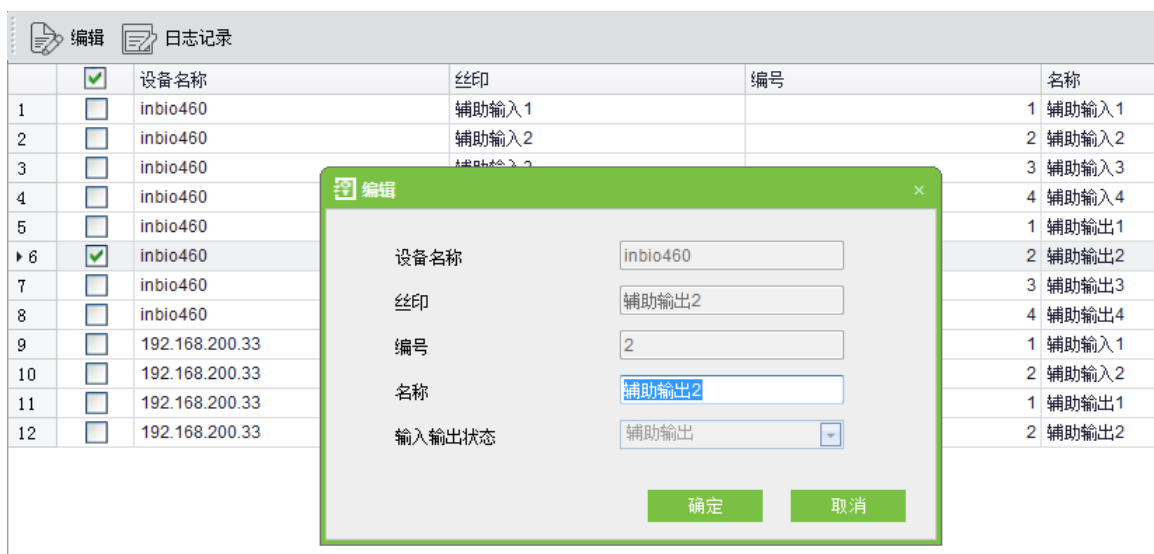 编辑 日志记录
设备名称 丝印 编号 名称
1 inbio460 辅助输入1 1 辅助输入1
2 inbio460 辅助输入2 2 辅助输入2
3 inbio460 3 辅助输入3
4 inbio460 4 辅助输入4
5 inbio460 1 辅助输出1
6 inbio460 2 辅助输出2
7 inbio460 3 辅助输出3
8 inbio460 4 辅助输出4
9 192.168.200.33 1 辅助输入1
10 192.168.200.33 2 辅助输入2
11 192.168.200.33 1 辅助输出1
12 192.168.200.33 2 辅助输出2
编辑
设备名称 inbio460
丝印 辅助输出2
编号 2
名称 辅助输出2
输入输出状态 辅助输出
确定 取消